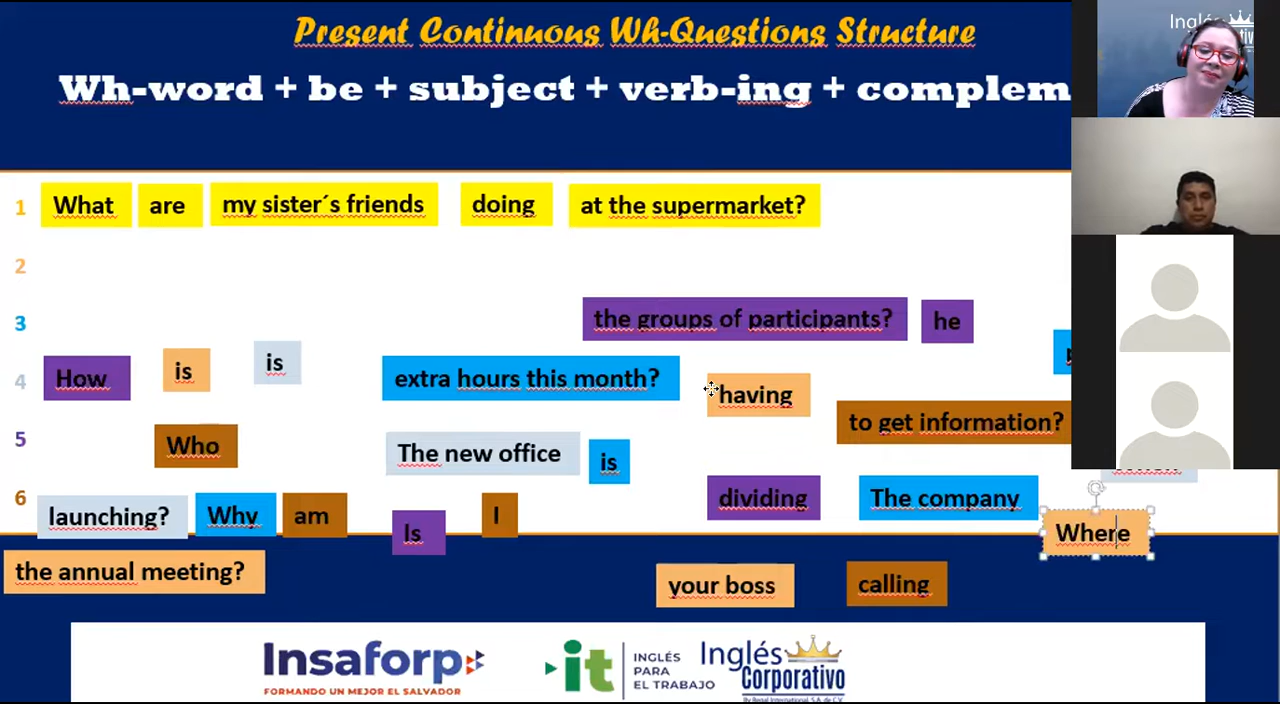 Present Continuous Wh-Questions Structure
Wh-word + be + subject + verb-ing + complem
1 What are my sister´s friends doing at the supermarket?
2
3 the groups of participants? he
4 How is is extra hours this month? having
to get information?
5 Who The new office is
6 launching? Why am Is I dividing The company
Where
the annual meeting? your boss calling
Insaforp
FORMANDO UN MEJOR EL SALVADOR
it
INGLÉS
PARA
EL TRABAJO
Inglés
Corporativo
Inglés